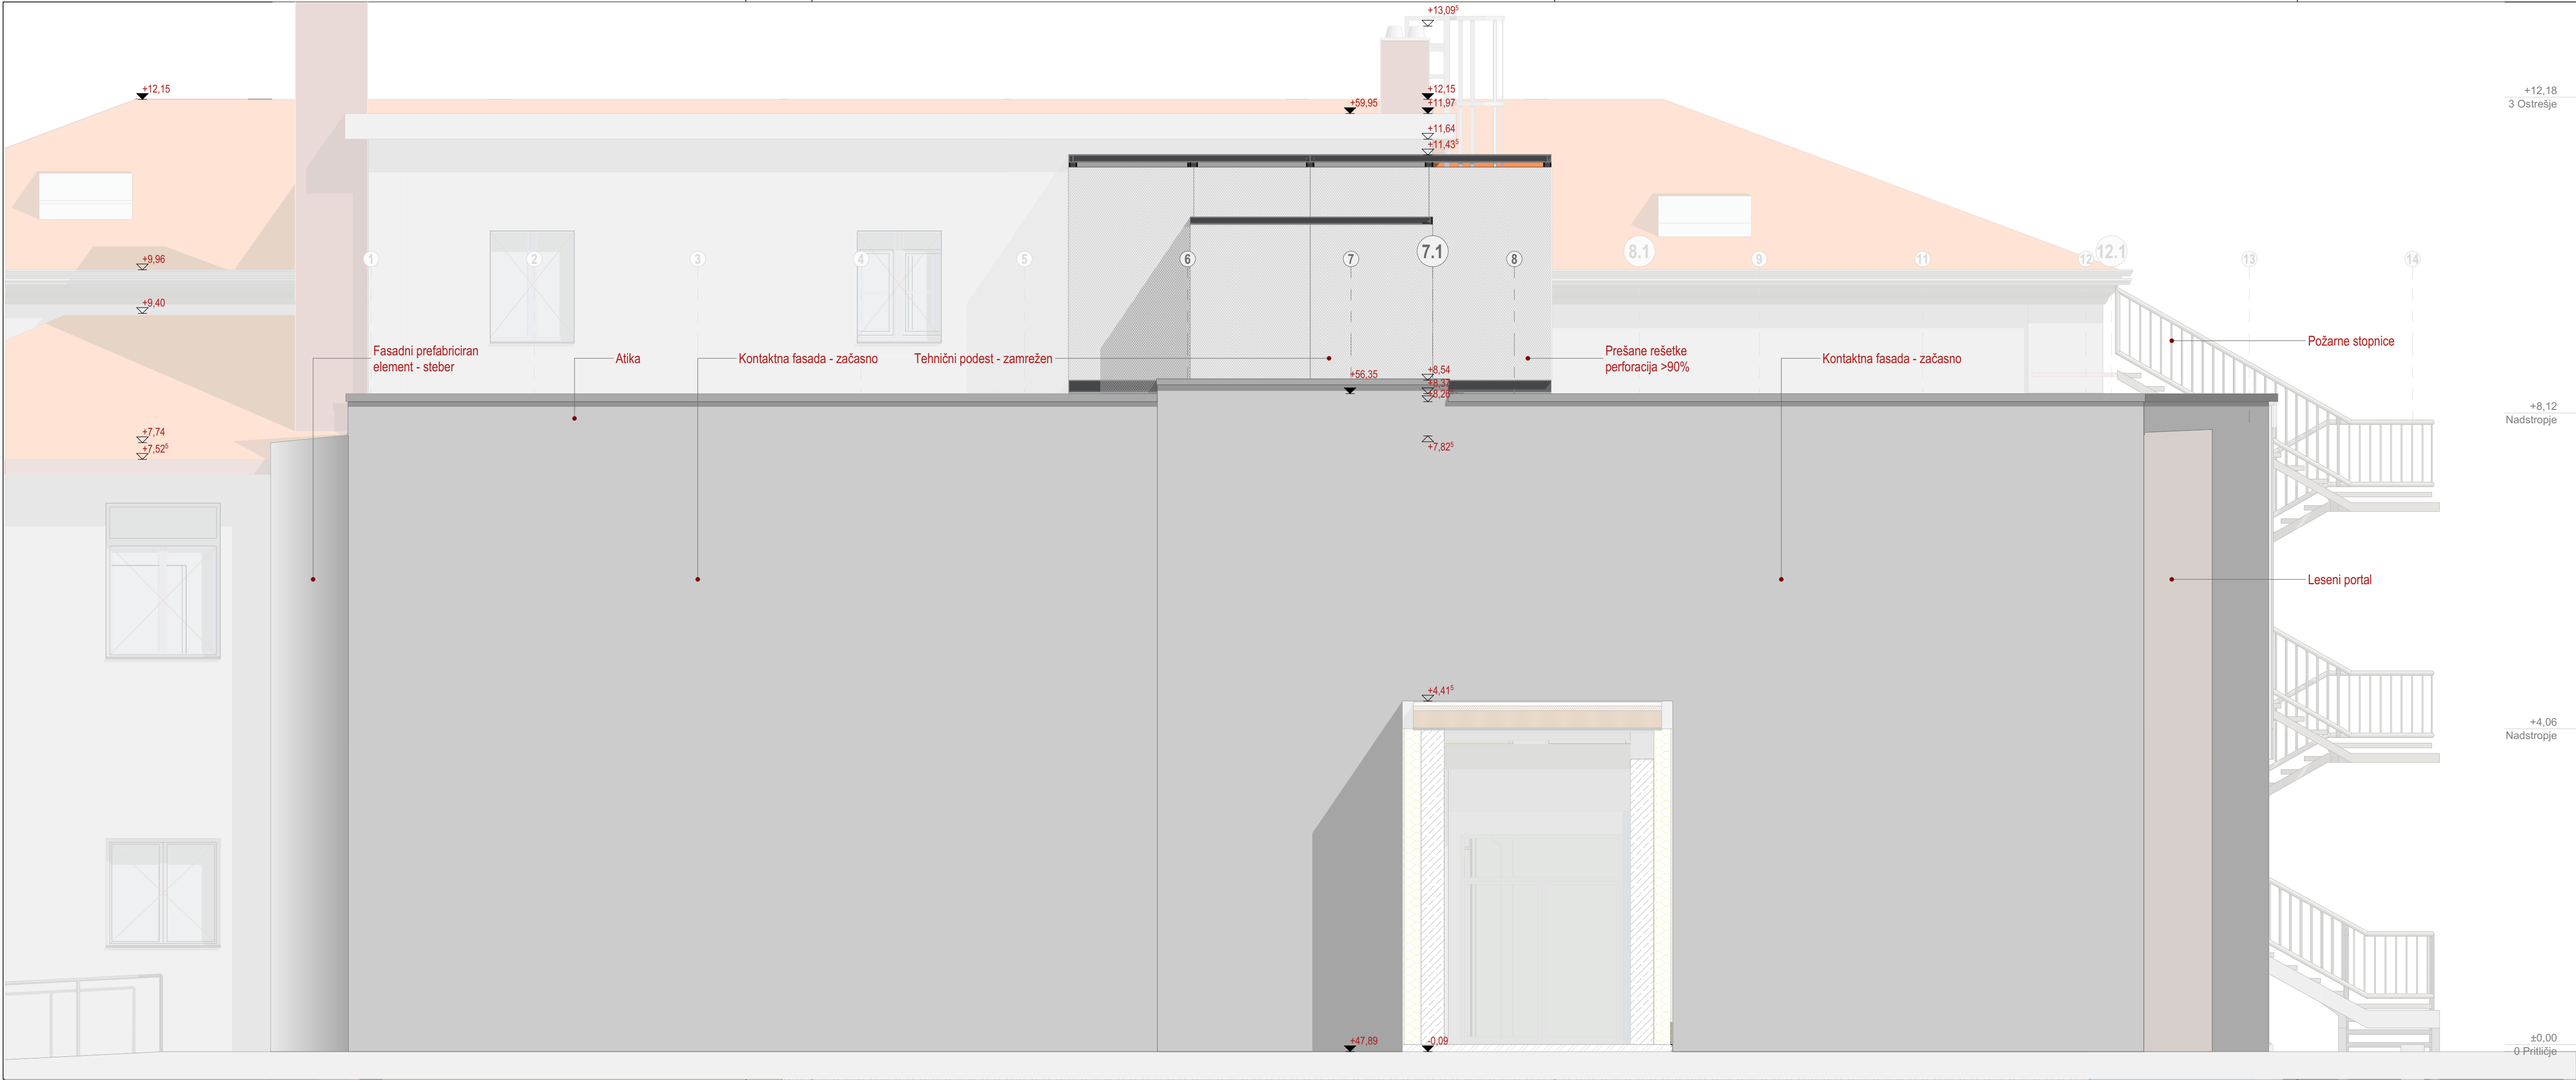 +13,09⁵
+12,15
+12,15
+59,95
+11,97
+12,18
3 Ostrešje
+11,64
+11,43⁵
+9,96
+9,40
1
2
3
4
5
6
7
7.1
8
8.1
9
11
12
12.1
13
14
Fasadni prefabriciran
element - steber
Atika
Kontaktna fasada - začasno
Tehnični podest - zamrežen
Prešane rešetke
perforacija >90%
Kontaktna fasada - začasno
Požarne stopnice
+56,35
+8,54
+8,12
Nadstropje
+7,74
+7,52⁵
+7,82⁵
Leseni portal
+4,41⁵
+4,06
Nadstropje
+47,89
-0,09
±0,00
0 Pritličje